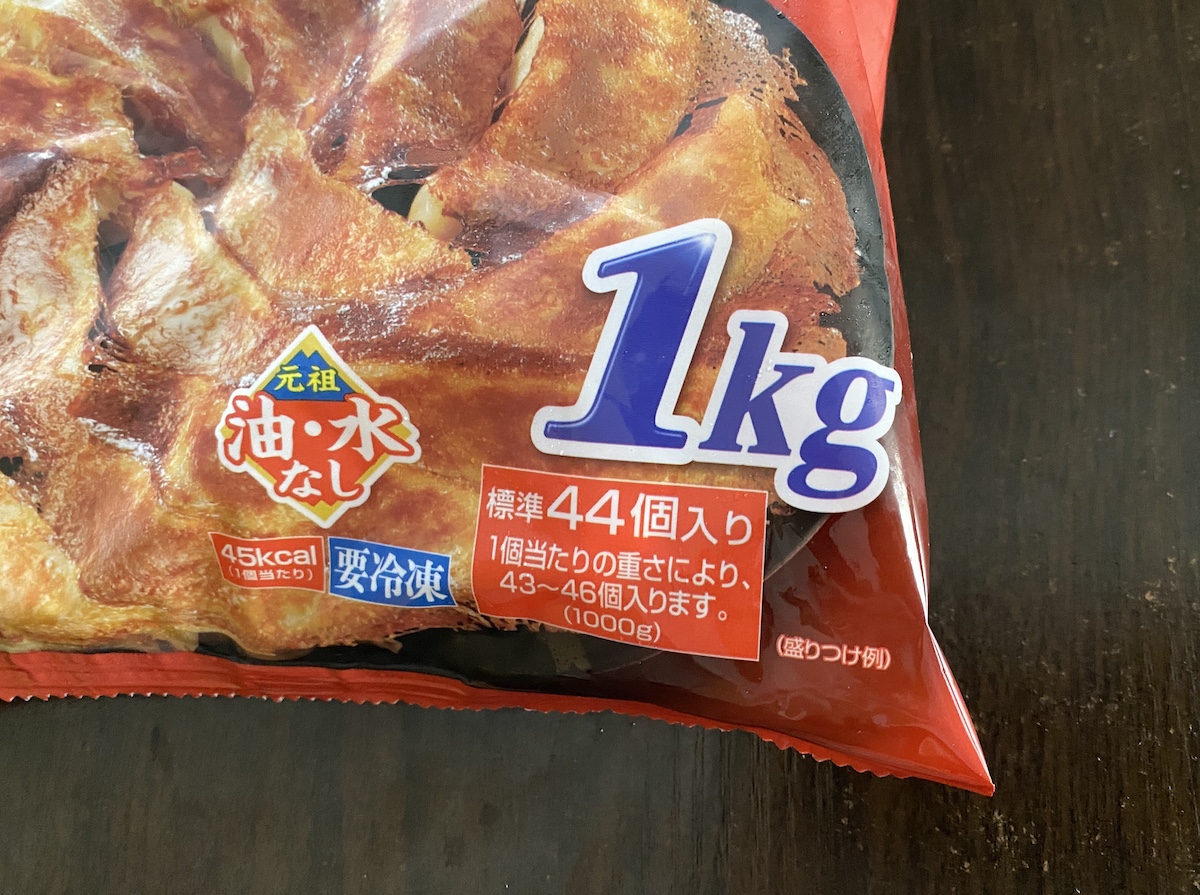 1kg
元祖
油・水
なし
45kcal
(1個当たり)
要冷凍
標準44個入り
1個当たりの重さにより、
43～46個入ります。
(1000g)
(盛りつけ例)